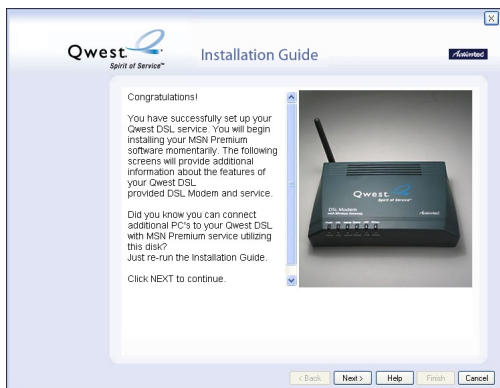 Qwest.
Spirit of Service™
Installation Guide
Actiontec
Congratulations!
You have successfully set up your
Qwest DSL service. You will begin
installing your MSN Premium
software momentarily. The following
screens will provide additional
information about the features of
your Qwest DSL
provided DSL Modem and service.
Did you know you can connect
additional PC's to your Qwest DSL
with MSN Premium service utilizing
this disk?
Just re-run the Installation Guide.
Click NEXT to continue.
Qwest
Spirit of Service
DSL Modem
with Wireless Gateway
Actiontec
< Back
Next >
Help
Finish
Cancel